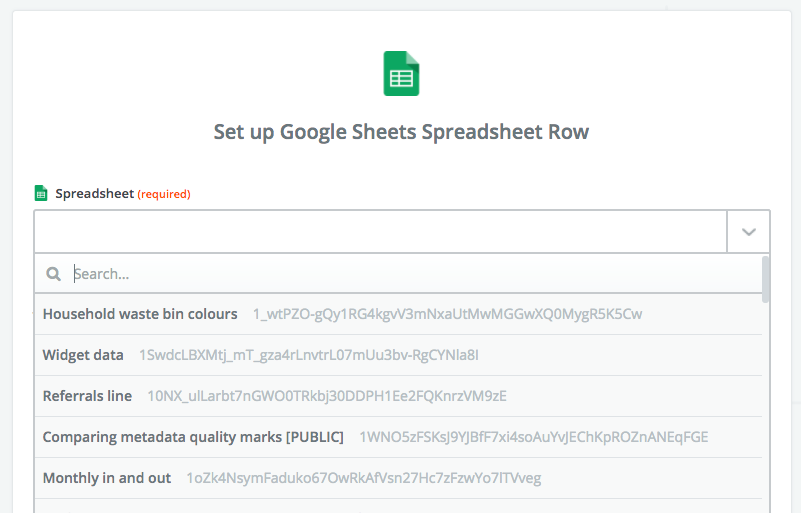 Set up Google Sheets Spreadsheet Row
Spreadsheet (required)
Search...
Household waste bin colours 1_wtPZO-gQy1RG4kgvV3mNxaUtMwMGGwXQ0MygR5K5Cw
Widget data 1SwdcLBXMtj_mT_gza4rLnvtrL07mUu3bv-RgCYNla8I
Referrals line 10NX_ulLarbt7nGWO0TRkbj30DDPH1Ee2FQKnrzVM9zE
Comparing metadata quality marks [PUBLIC] 1WNO5zFSKsJ9YJBfF7xi4soAuYvJEChKpROZnANEqFGE
Monthly in and out 1oZk4NsymFaduko67OwRkAfVsn27Hc7zFzwYo7lTVveg